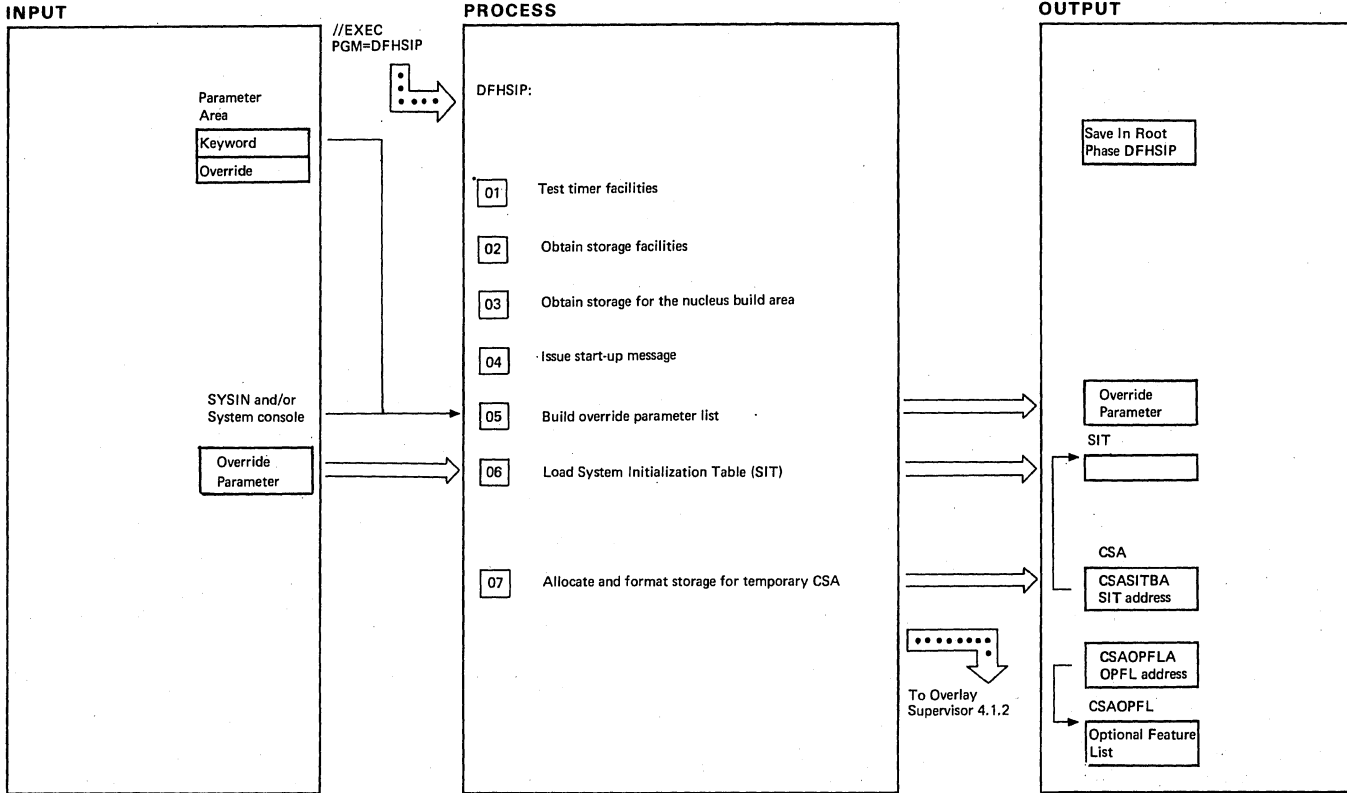 INPUT
PROCESS
OUTPUT
//EXEC
PGM=DFHSIP
Parameter
Area
Keyword
Override
DFHSIP:
Save In Root
Phase DFHSIP
01 Test timer facilities
02 Obtain storage facilities
03 Obtain storage for the nucleus build area
04 Issue start-up message
SYSIN and/or
System console
05 Build override parameter list
Override
Parameter
Override
Parameter
06 Load System Initialization Table (SIT)
SIT
07 Allocate and format storage for temporary CSA
CSA
CSASITBA
SIT address
To Overlay
Supervisor 4.1.2
CSAOPFLA
OPFL address
CSAOPFL
Optional Feature
List